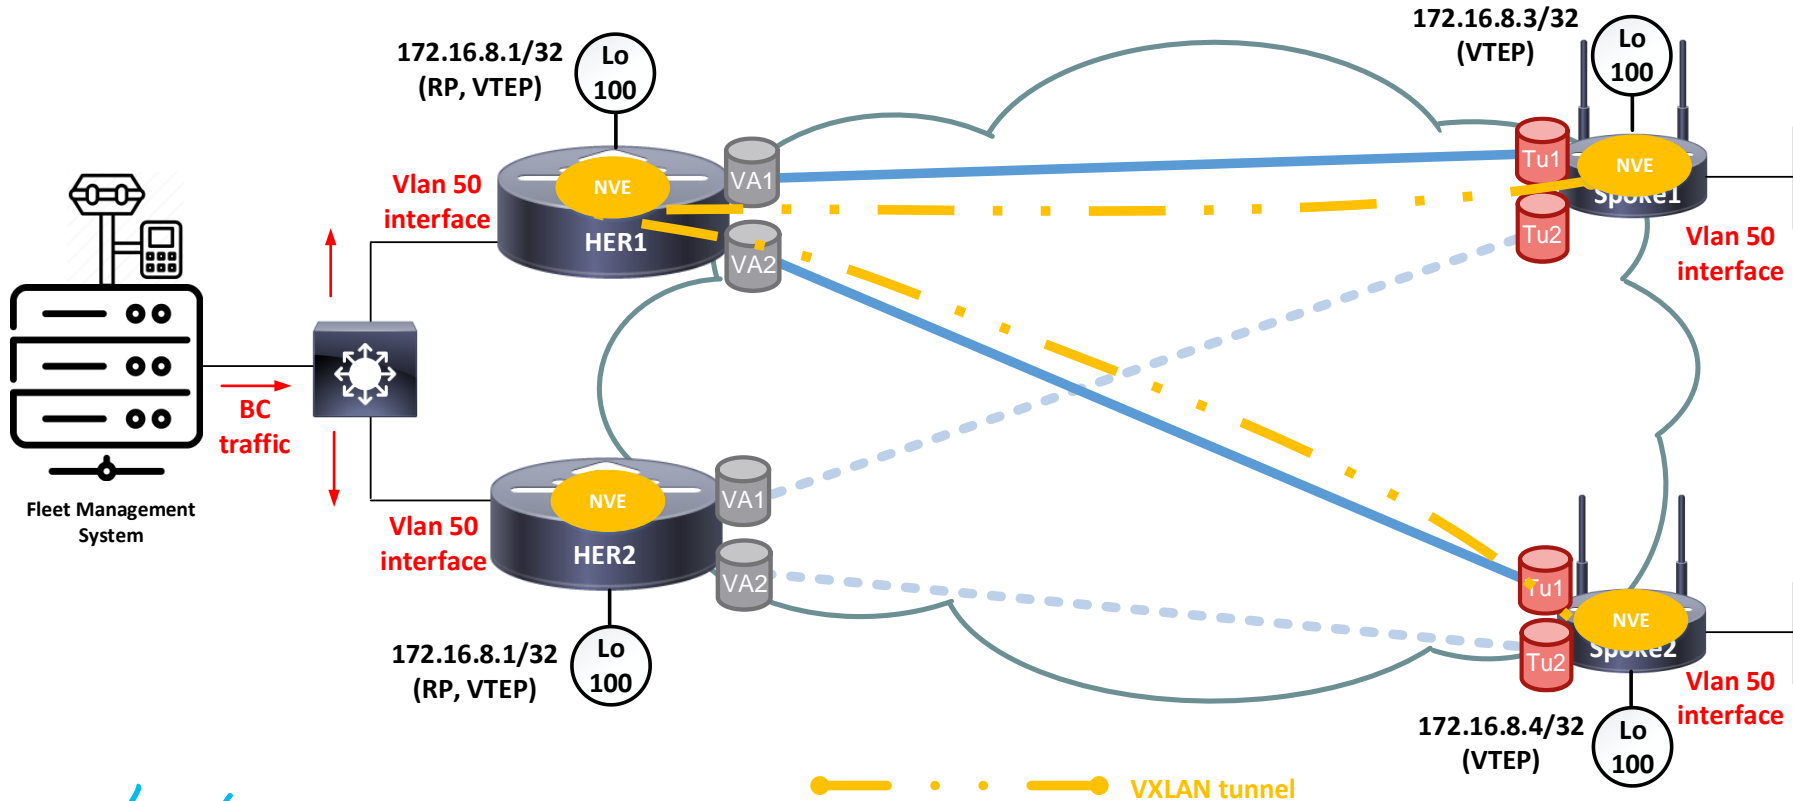 172.16.8.1/32
(RP, VTEP)
Lo
100
172.16.8.3/32
(VTEP)
Lo
100
Vlan 50
interface
NVE
HER1
VA1
VA2
Tu1
Tu2
NVE
Spoke1
Vlan 50
interface
BC
traffic
Fleet Management
System
Vlan 50
interface
NVE
HER2
VA1
VA2
172.16.8.1/32
(RP, VTEP)
Lo
100
Tu1
Tu2
NVE
Spoke2
Vlan 50
interface
172.16.8.4/32
(VTEP)
Lo
100
VXLAN tunnel